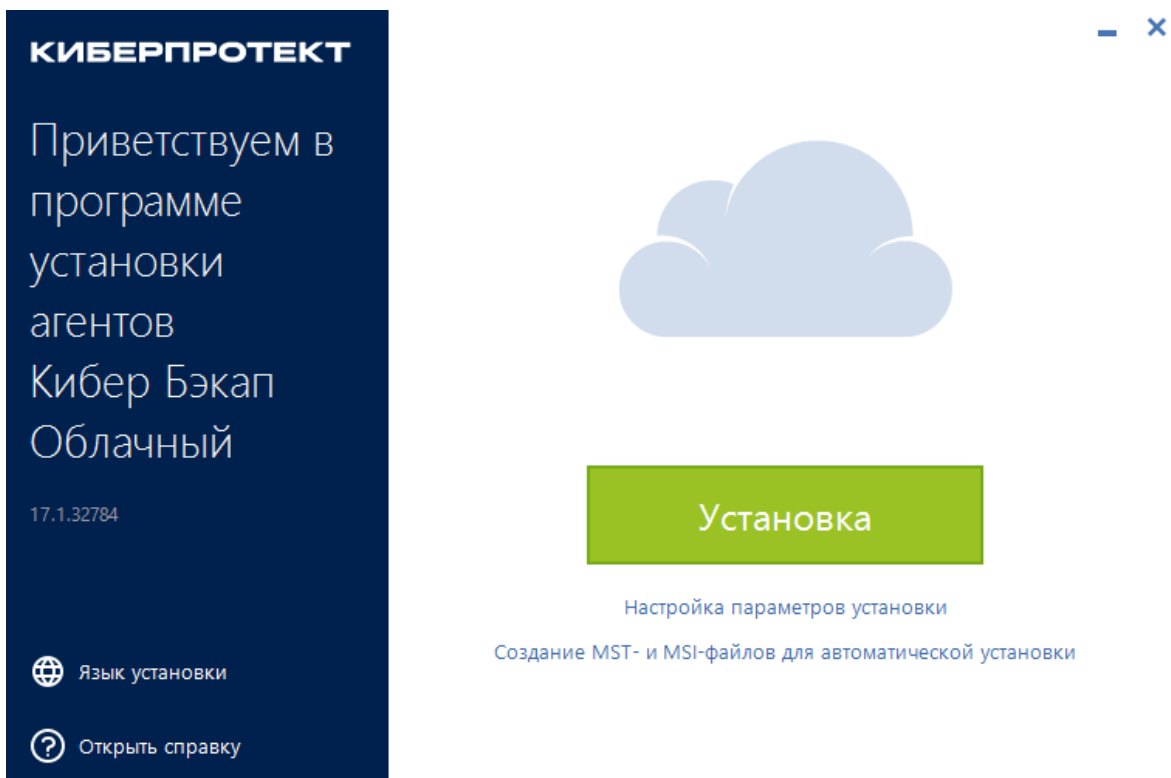 КИБЕРПРОТЕКТ
Приветствуем в
программе
установки
агентов
Кибер Бэкап
Облачный
17.1.32784
Язык установки
Открыть справку
Установка
Настройка параметров установки
Создание MST- и MSI-файлов для автоматической установки